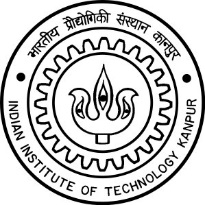 भारतीय प्रौद्योगिकी संस्थान कानपुर
INDIAN INSTITUTE OF TECHNOLOGY KANPUR